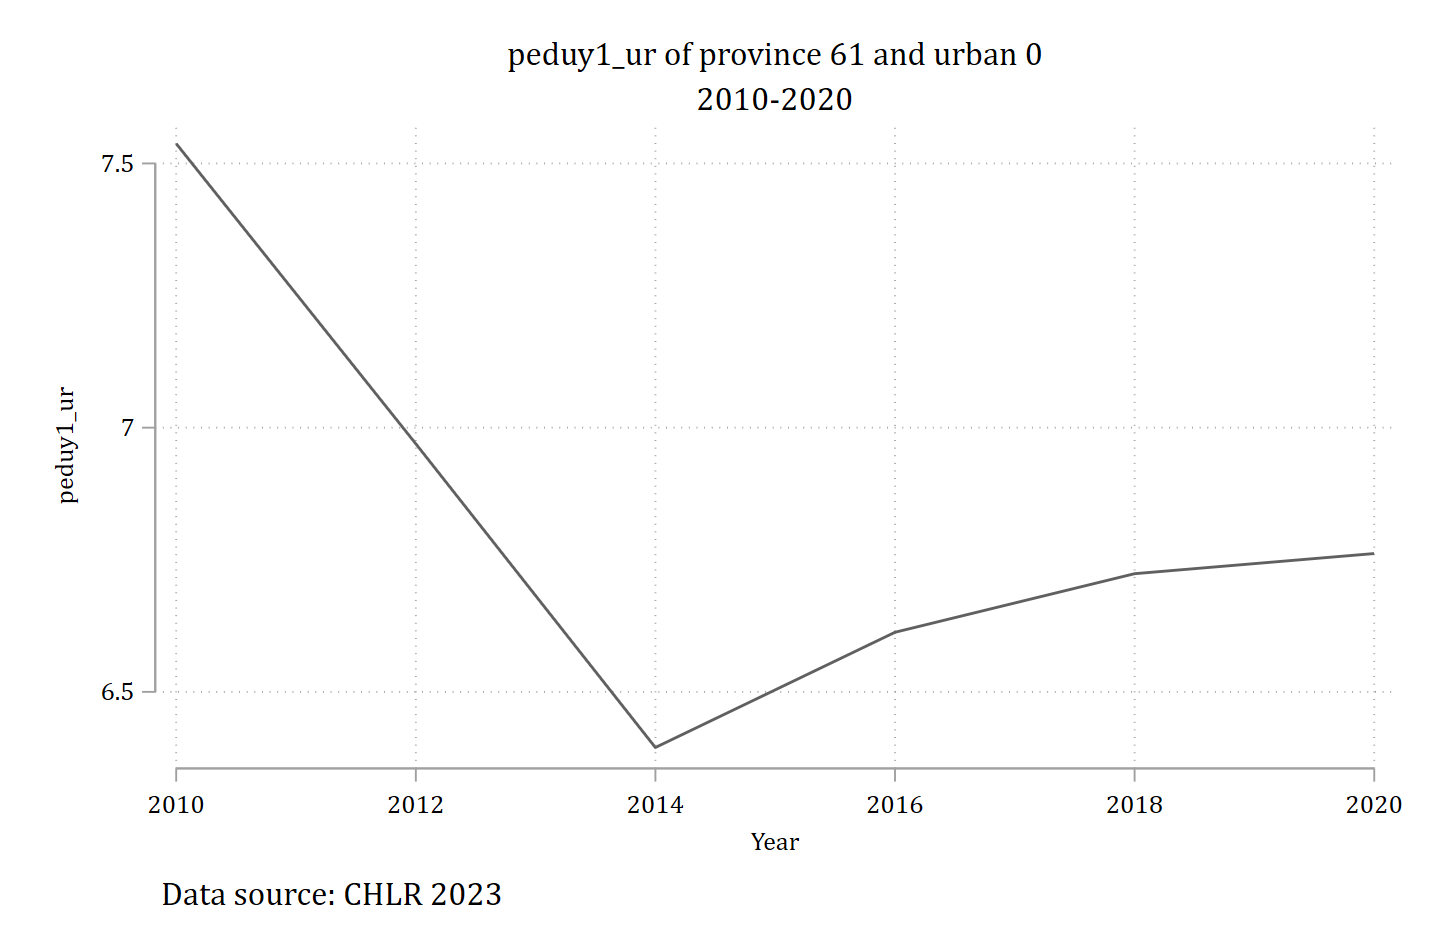 peduy1_ur of province 61 and urban 0
2010-2020
7.5
7
6.5
peduy1_ur
2010 2012 2014 2016 2018 2020
Year
Data source: CHLR 2023